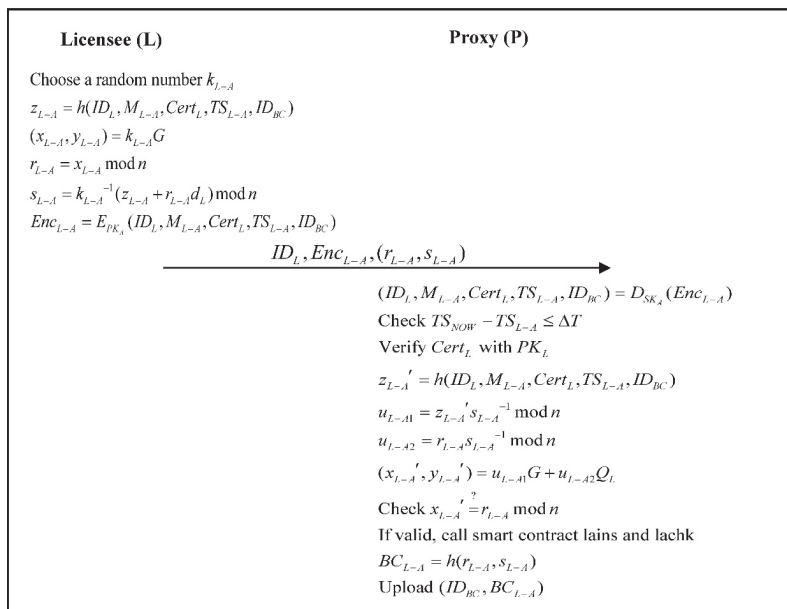 Licensee (L)
Proxy (P)
Choose a random number k_{L-A}
z_{L-A} = h(ID_L, M_{L-A}, Cert_L, TS_{L-A}, ID_{BC})
(x_{L-A}, y_{L-A}) = k_{L-A}G
r_{L-A} = x_{L-A} mod n
s_{L-A} = k_{L-A}^{-1}(z_{L-A} + r_{L-A}d_L) mod n
Enc_{L-A} = E_{PK_A}(ID_L, M_{L-A}, Cert_L, TS_{L-A}, ID_{BC})
ID_L, Enc_{L-A}, (r_{L-A}, s_{L-A})
(ID_L, M_{L-A}, Cert_L, TS_{L-A}, ID_{BC}) = D_{SK_A}(Enc_{L-A})
Check TS_{NOW} − TS_{L-A} ≤ ΔT
Verify Cert_L with PK_L
z_{L-A}' = h(ID_L, M_{L-A}, Cert_L, TS_{L-A}, ID_{BC})
u_{L-A1} = z_{L-A}' s_{L-A}^{-1} mod n
u_{L-A2} = r_{L-A} s_{L-A}^{-1} mod n
(x_{L-A}', y_{L-A}') = u_{L-A1}G + u_{L-A2}Q_L
Check x_{L-A}' =? r_{L-A} mod n
If valid, call smart contract lains and lachk
BC_{L-A} = h(r_{L-A}, s_{L-A})
Upload (ID_{BC}, BC_{L-A})